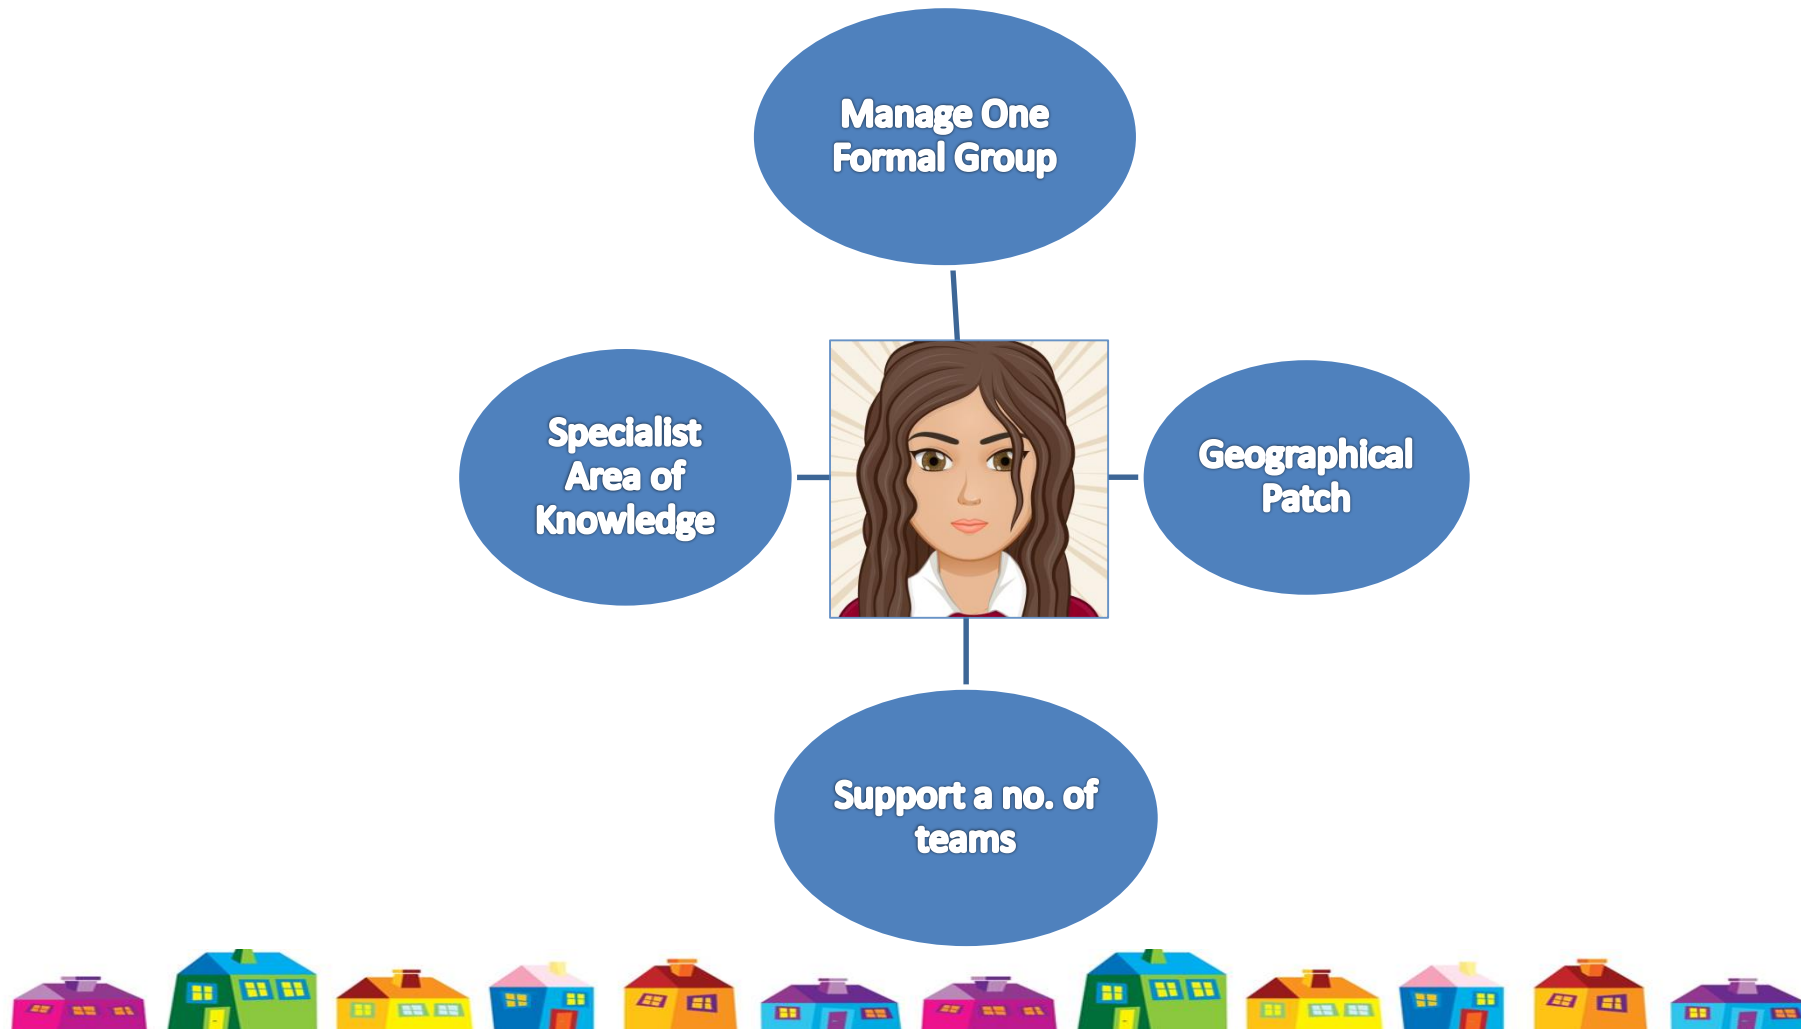 Manage One
Formal Group
Specialist
Area of
Knowledge
Geographical
Patch
Support a no. of
teams